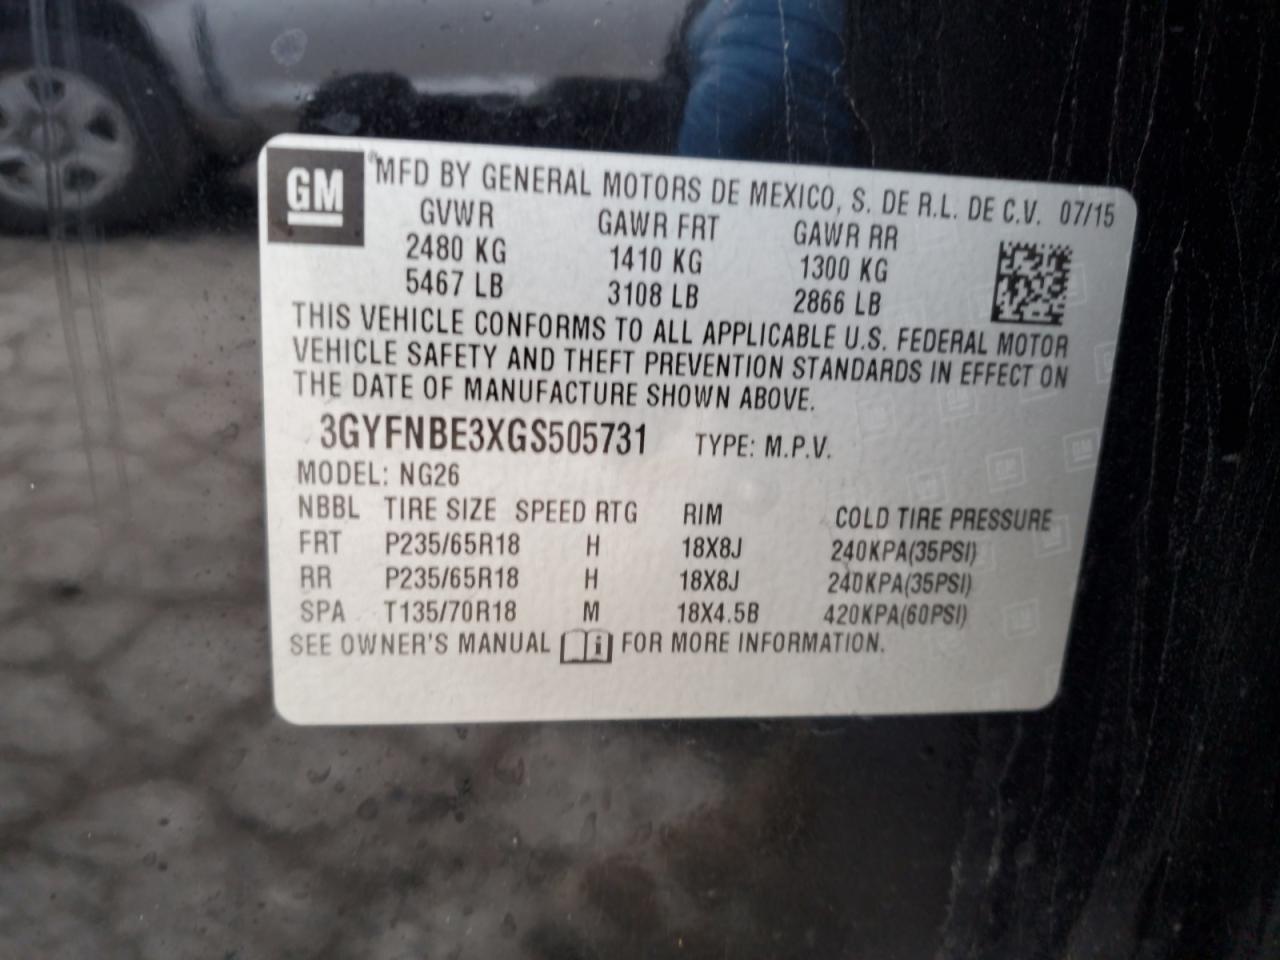 GM
® MFD BY GENERAL MOTORS DE MEXICO, S. DE R.L. DE C.V. 07/15
GVWR GAWR FRT GAWR RR
2480 KG 1410 KG 1300 KG
5467 LB 3108 LB 2866 LB
THIS VEHICLE CONFORMS TO ALL APPLICABLE U.S. FEDERAL MOTOR
VEHICLE SAFETY AND THEFT PREVENTION STANDARDS IN EFFECT ON
THE DATE OF MANUFACTURE SHOWN ABOVE.
3GYFNBE3XGS505731 TYPE: M.P.V.
MODEL: NG26
NBBL TIRE SIZE SPEED RTG RIM COLD TIRE PRESSURE
FRT P235/65R18 H 18X8J 240KPA(35PSI)
RR P235/65R18 H 18X8J 240KPA(35PSI)
SPA T135/70R18 M 18X4.5B 420KPA(60PSI)
SEE OWNER'S MANUAL FOR MORE INFORMATION.